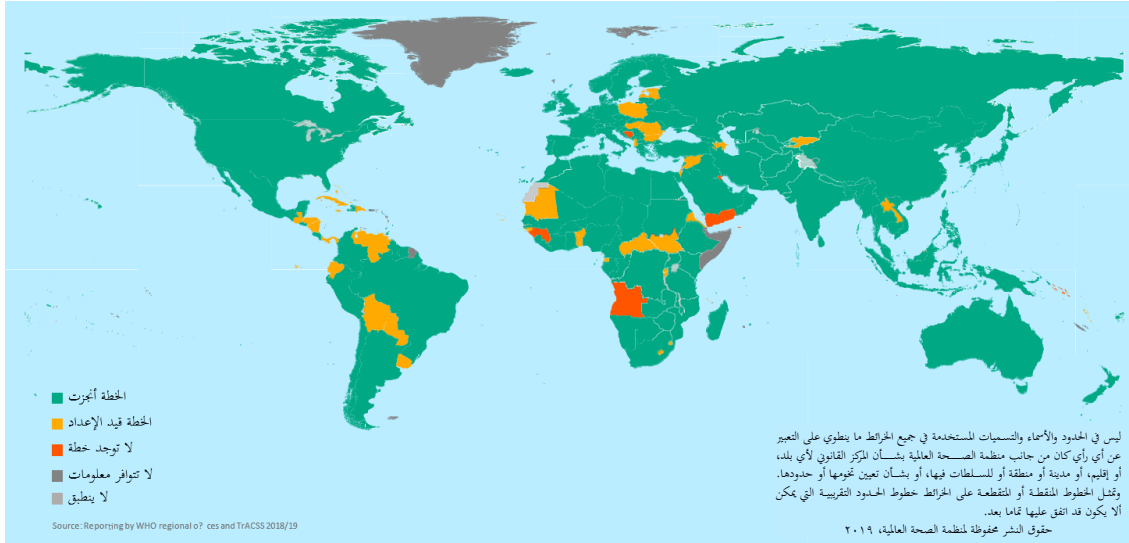 الخطة أنجزت
الخطة قيد الإعداد
لا توجد خطة
لا تتوافر معلومات
لا ينطبق
Source: Reporting by WHO regional o? ces and TrACSS 2018/19
ليس في الحدود والأسماء والتسميات المستخدمة في جميع الخرائط ما ينطوي على التعبير
عن أي رأي كان من جانب منظمة الصحة العالمية بشأن المركز القانوني لأي بلد،
أو إقليم، أو مدينة أو منطقة أو للسلطات فيها، أو بشأن تعيين تخومها أو حدودها.
وتمثل الخطوط المنقطة أو المتقطعة على الخرائط خطوط الحدود التقريبية التي يمكن
ألا يكون قد اتفق عليها تماما بعد.
حقوق النشر محفوظة لمنظمة الصحة العالمية، ٢٠١٩